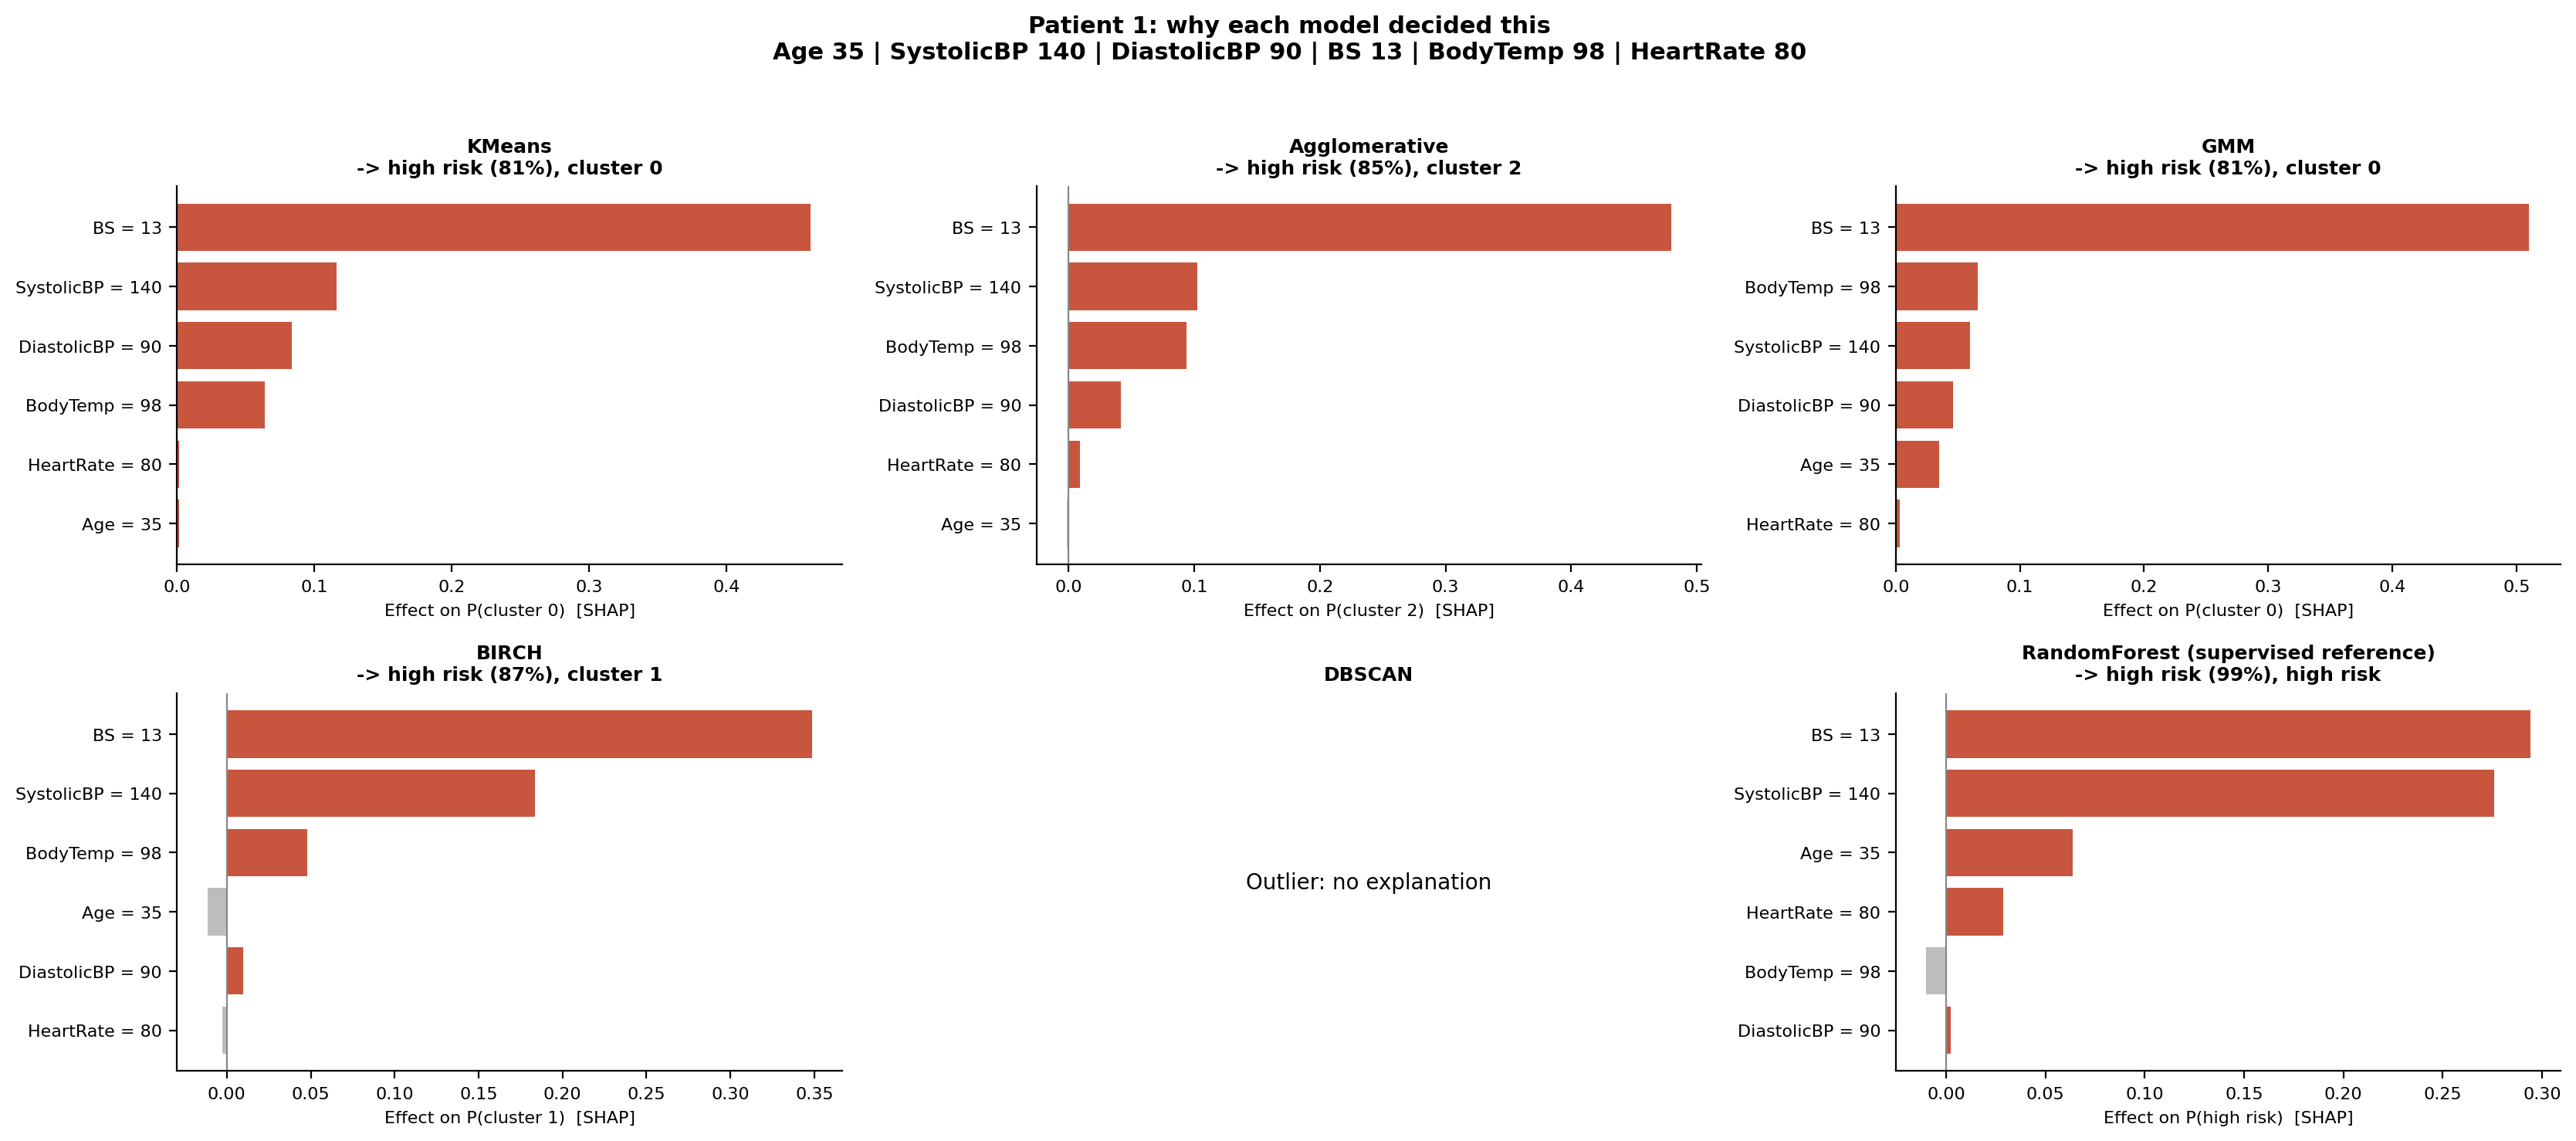 Patient 1: why each model decided this
Age 35 | SystolicBP 140 | DiastolicBP 90 | BS 13 | BodyTemp 98 | HeartRate 80
KMeans
-> high risk (81%), cluster 0
BS = 13
SystolicBP = 140
DiastolicBP = 90
BodyTemp = 98
HeartRate = 80
Age = 35
0.0 0.1 0.2 0.3 0.4
Effect on P(cluster 0)  [SHAP]
Agglomerative
-> high risk (85%), cluster 2
BS = 13
SystolicBP = 140
BodyTemp = 98
DiastolicBP = 90
HeartRate = 80
Age = 35
0.0 0.1 0.2 0.3 0.4 0.5
Effect on P(cluster 2)  [SHAP]
GMM
-> high risk (81%), cluster 0
BS = 13
BodyTemp = 98
SystolicBP = 140
DiastolicBP = 90
Age = 35
HeartRate = 80
0.0 0.1 0.2 0.3 0.4 0.5
Effect on P(cluster 0)  [SHAP]
BIRCH
-> high risk (87%), cluster 1
BS = 13
SystolicBP = 140
BodyTemp = 98
Age = 35
DiastolicBP = 90
HeartRate = 80
0.00 0.05 0.10 0.15 0.20 0.25 0.30 0.35
Effect on P(cluster 1)  [SHAP]
DBSCAN
Outlier: no explanation
RandomForest (supervised reference)
-> high risk (99%), high risk
BS = 13
SystolicBP = 140
Age = 35
HeartRate = 80
BodyTemp = 98
DiastolicBP = 90
0.00 0.05 0.10 0.15 0.20 0.25 0.30
Effect on P(high risk)  [SHAP]